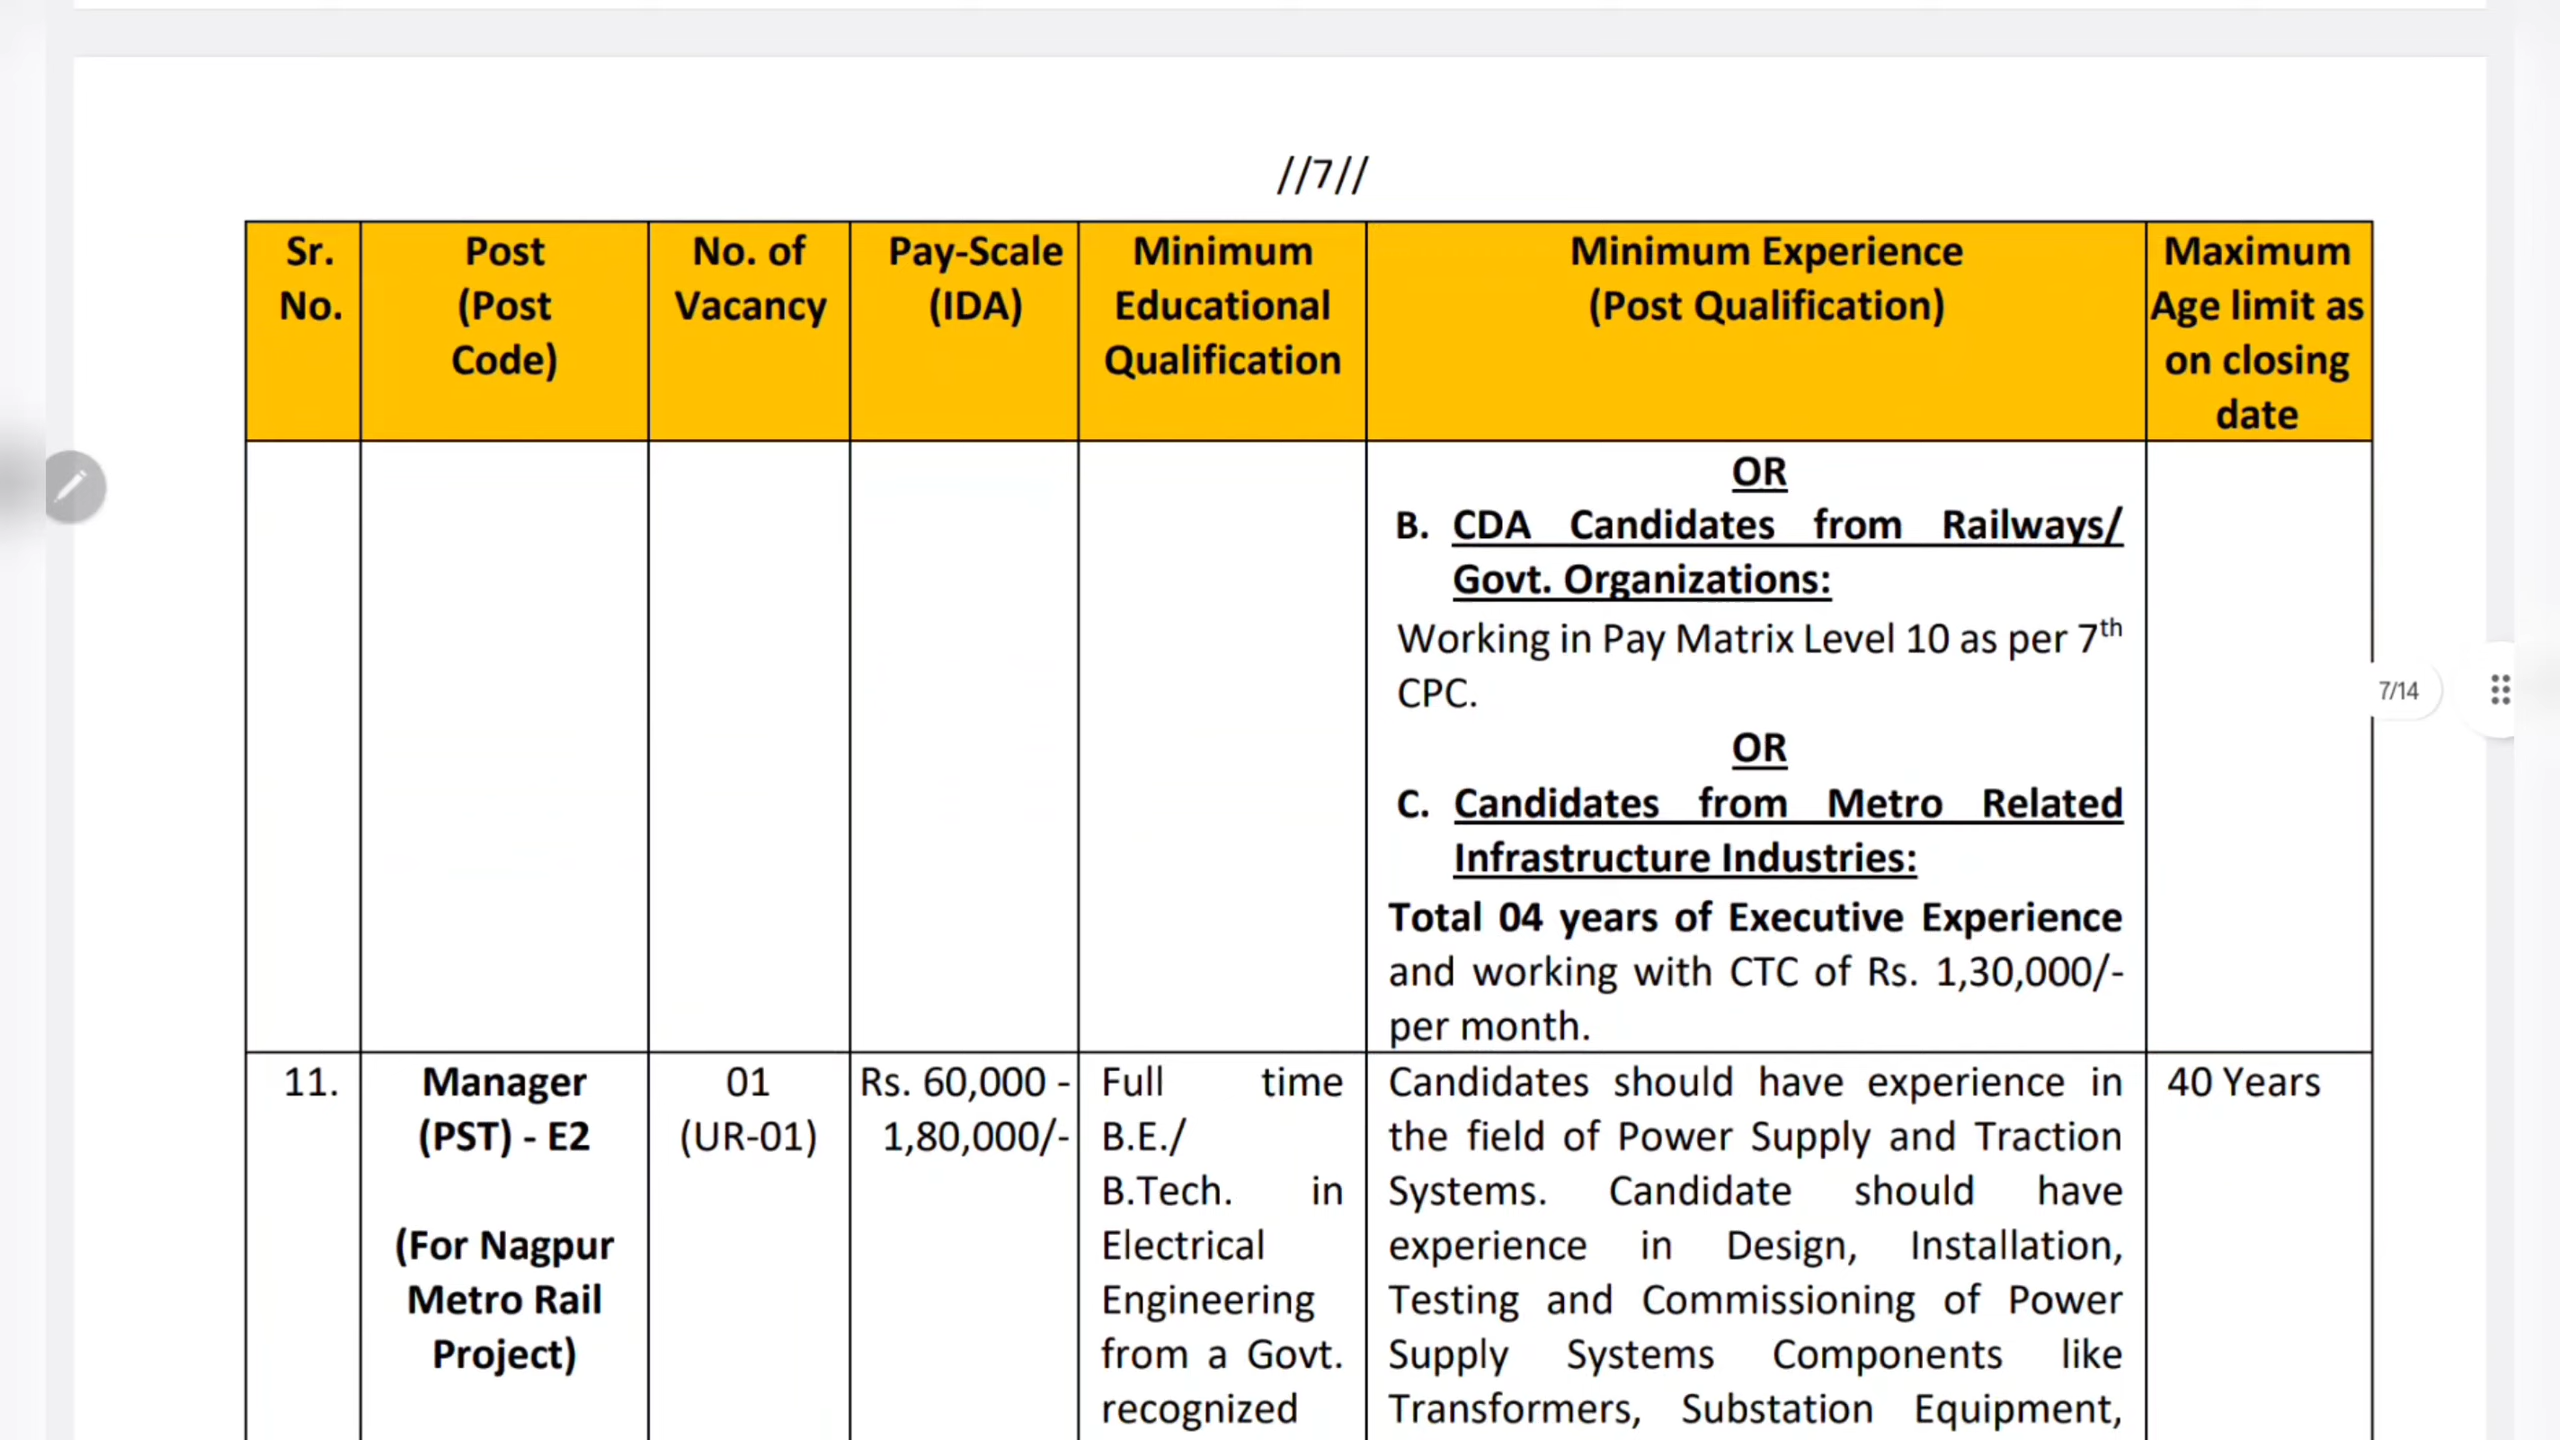 //7//
Sr. No.
Post (Post Code)
No. of Vacancy
Pay-Scale (IDA)
Minimum Educational Qualification
Minimum Experience (Post Qualification)
Maximum Age limit as on closing date
OR
B. CDA Candidates from Railways/
Govt. Organizations:
Working in Pay Matrix Level 10 as per 7th
CPC.
OR
C. Candidates from Metro Related
Infrastructure Industries:
Total 04 years of Executive Experience
and working with CTC of Rs. 1,30,000/-
per month.
7/14
11.
Manager
(PST) - E2
(For Nagpur
Metro Rail
Project)
01
(UR-01)
Rs. 60,000 -
1,80,000/-
Full time
B.E./
B.Tech. in
Electrical
Engineering
from a Govt.
recognized
Candidates should have experience in
the field of Power Supply and Traction
Systems. Candidate should have
experience in Design, Installation,
Testing and Commissioning of Power
Supply Systems Components like
Transformers, Substation Equipment,
40 Years